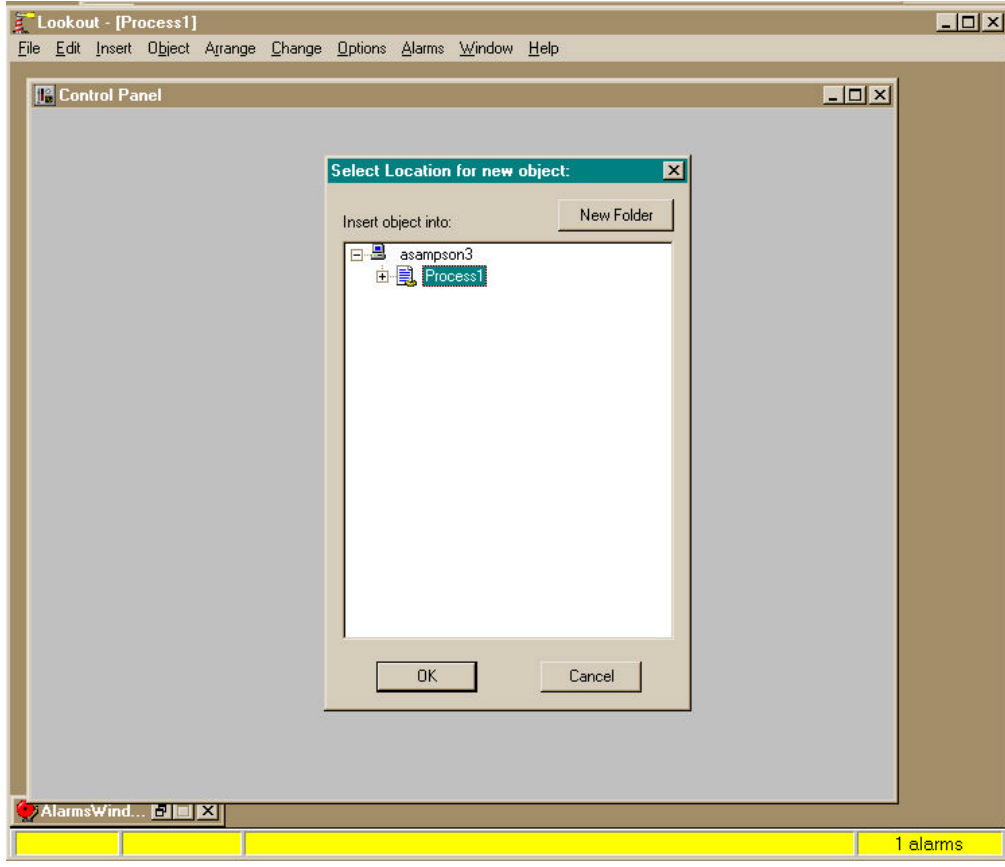 Lookout - [Process1]
File Edit Insert Object Arrange Change Options Alarms Window Help
Control Panel
Select Location for new object:
Insert object into:
New Folder
asampson3
Process1
OK Cancel
AlarmsWind...
1 alarms